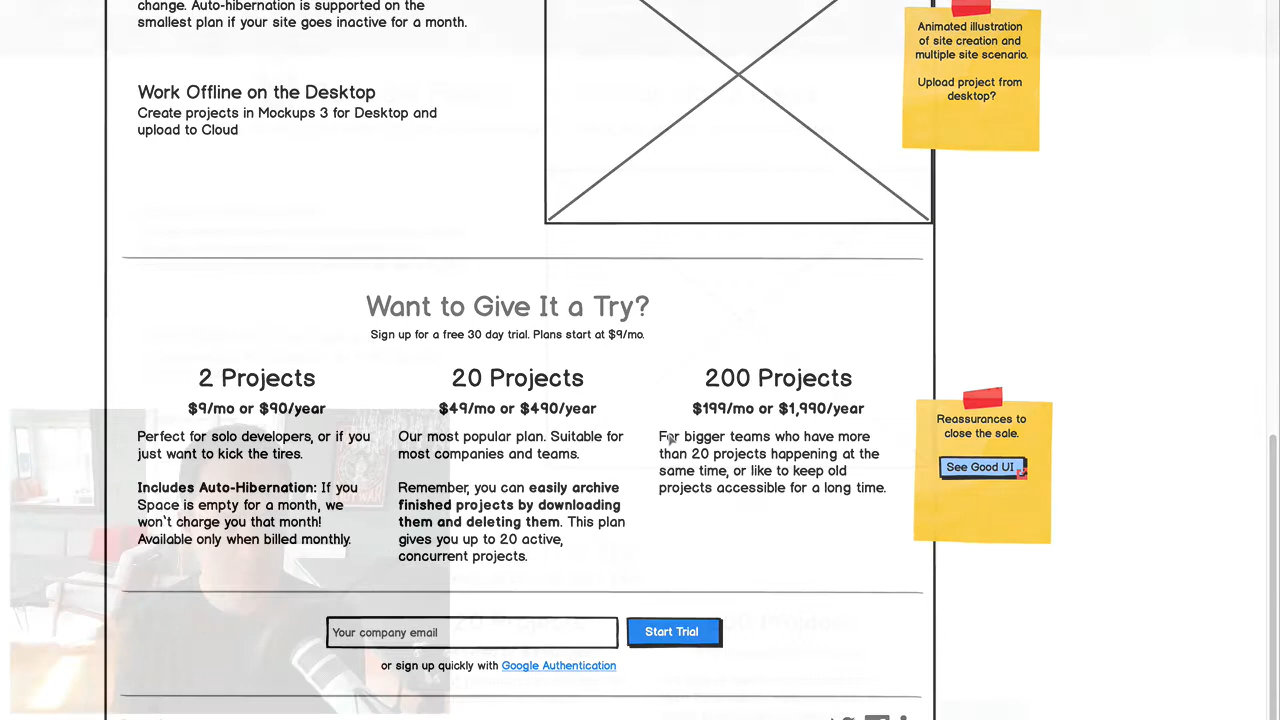 change. Auto-hibernation is supported on the
smallest plan if your site goes inactive for a month.
Work Offline on the Desktop
Create projects in Mockups 3 for Desktop and
upload to Cloud
Animated illustration
of site creation and
multiple site scenario.
Upload project from
desktop?
Want to Give It a Try?
Sign up for a free 30 day trial. Plans start at $9/mo.
2 Projects
$9/mo or $90/year
Perfect for solo developers, or if you
just want to kick the tires.
Includes Auto-Hibernation: If you
Space is empty for a month, we
won't charge you that month!
Available only when billed monthly.
20 Projects
$49/mo or $490/year
Our most popular plan. Suitable for
most companies and teams.
Remember, you can easily archive
finished projects by downloading
them and deleting them. This plan
gives you up to 20 active,
concurrent projects.
200 Projects
$199/mo or $1,990/year
For bigger teams who have more
than 20 projects happening at the
same time, or like to keep old
projects accessible for a long time.
Reassurances to
close the sale.
See Good UI
Your company email
Start Trial
or sign up quickly with Google Authentication